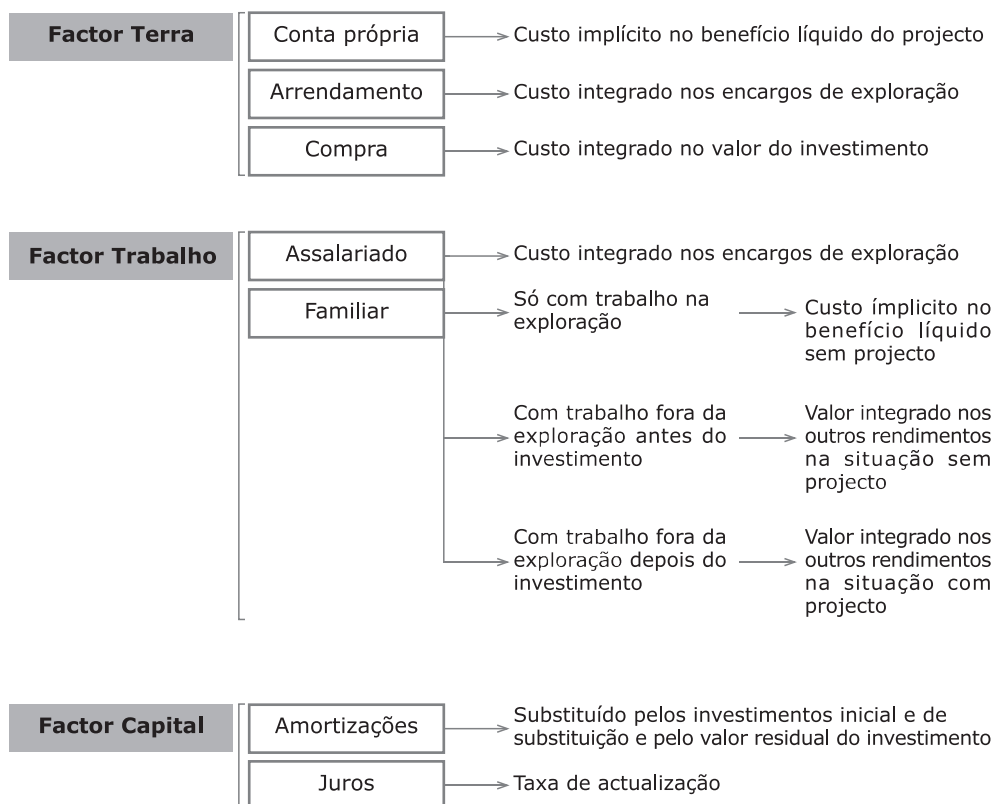 Factor Terra
Conta própria
Custo implícito no benefício líquido do projecto
Arrendamento
Custo integrado nos encargos de exploração
Compra
Custo integrado no valor do investimento
Factor Trabalho
Assalariado
Custo integrado nos encargos de exploração
Familiar
Só com trabalho na
exploração
Custo ímplicito no
benefício líquido
sem projecto
Com trabalho fora da
exploração antes do
investimento
Valor integrado nos
outros rendimentos
na situação sem
projecto
Com trabalho fora da
exploração depois do
investimento
Valor integrado nos
outros rendimentos
na situação com
projecto
Factor Capital
Amortizações
Substituído pelos investimentos inicial e de
substituição e pelo valor residual do investimento
Juros
Taxa de actualização